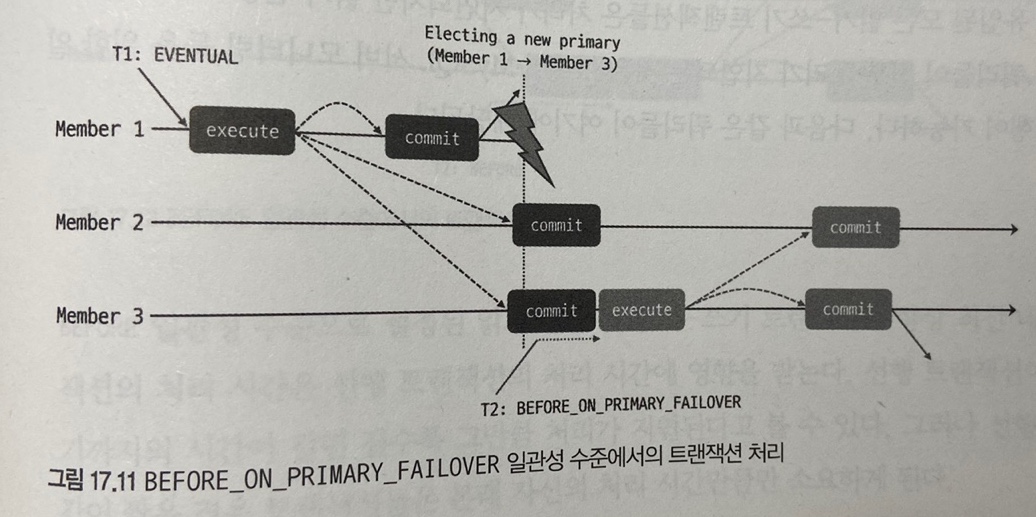 Electing a new primary
(Member 1 → Member 3)
T1: EVENTUAL
Member 1
execute
commit
Member 2
commit
commit
Member 3
commit
execute
commit
T2: BEFORE_ON_PRIMARY_FAILOVER
그림 17.11 BEFORE_ON_PRIMARY_FAILOVER 일관성 수준에서의 트랜잭션 처리